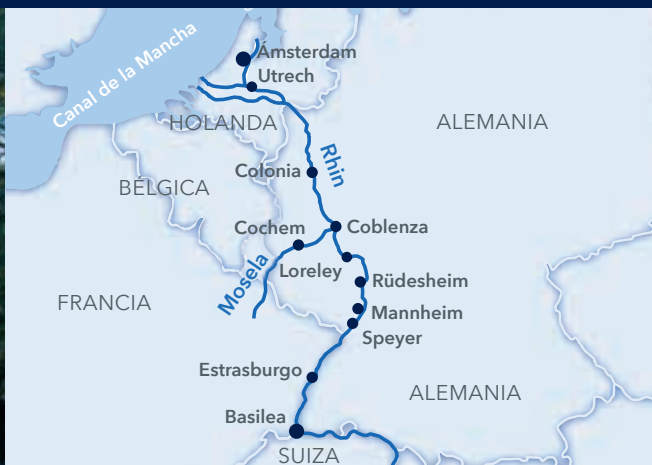 Canal de la Mancha
Ámsterdam
Utrech
HOLANDA
ALEMANIA
Rhin
Colonia
BÉLGICA
Cochem
Coblenza
Loreley
Mosela
Rüdesheim
FRANCIA
Mannheim
Speyer
Estrasburgo
ALEMANIA
Basilea
SUIZA